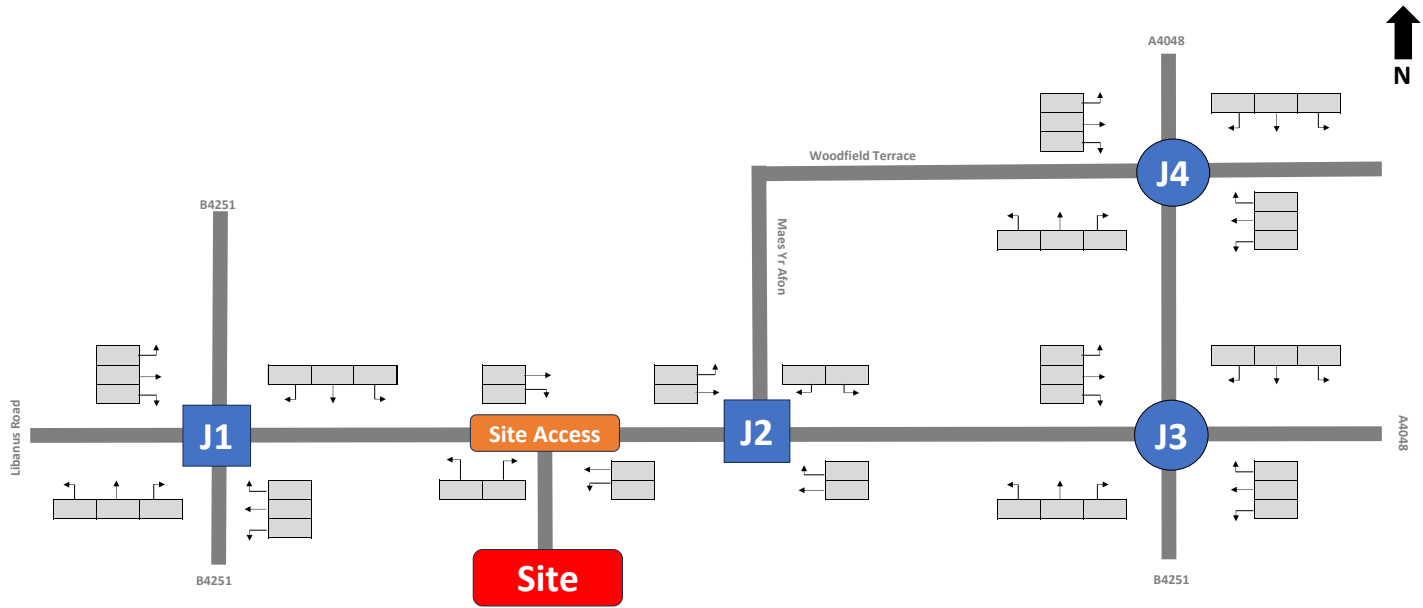 A4048
N
Woodfield Terrace
J4
B4251
Maes Yr Afon
Libanus Road
J1
Site Access
J2
J3
A4048
B4251
Site
B4251